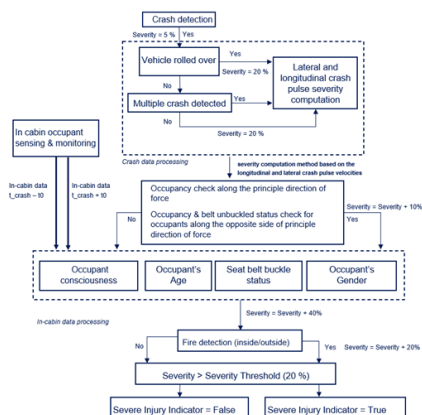 Crash detection
Severity = 5 %
Yes
Vehicle rolled over
Yes
Severity = 20 %
Lateral and
longitudinal crash
pulse severity
computation
No
Multiple crash detected
Yes
No
Severity = 20 %
In cabin occupant
sensing & monitoring
Crash data processing
severity computation method based on the
longitudinal and lateral crash pulse velocities
In-cabin data
t_crash – t0
In-cabin data
t_crash + t0
Occupancy check along the principle direction of
force
Occupancy & belt unbuckled status check for
occupants along the opposite side of principle
direction of force
No
Severity = Severity + 10%
Yes
Occupant
consciousness
Occupant's
Age
Seat belt buckle
status
Occupant's
Gender
In-cabin data processing
Severity = Severity + 40%
Fire detection (inside/outside)
No
Yes
Severity = Severity + 20%
Severity > Severity Threshold (20 %)
Severe Injury Indicator = False
Severe Injury Indicator = True